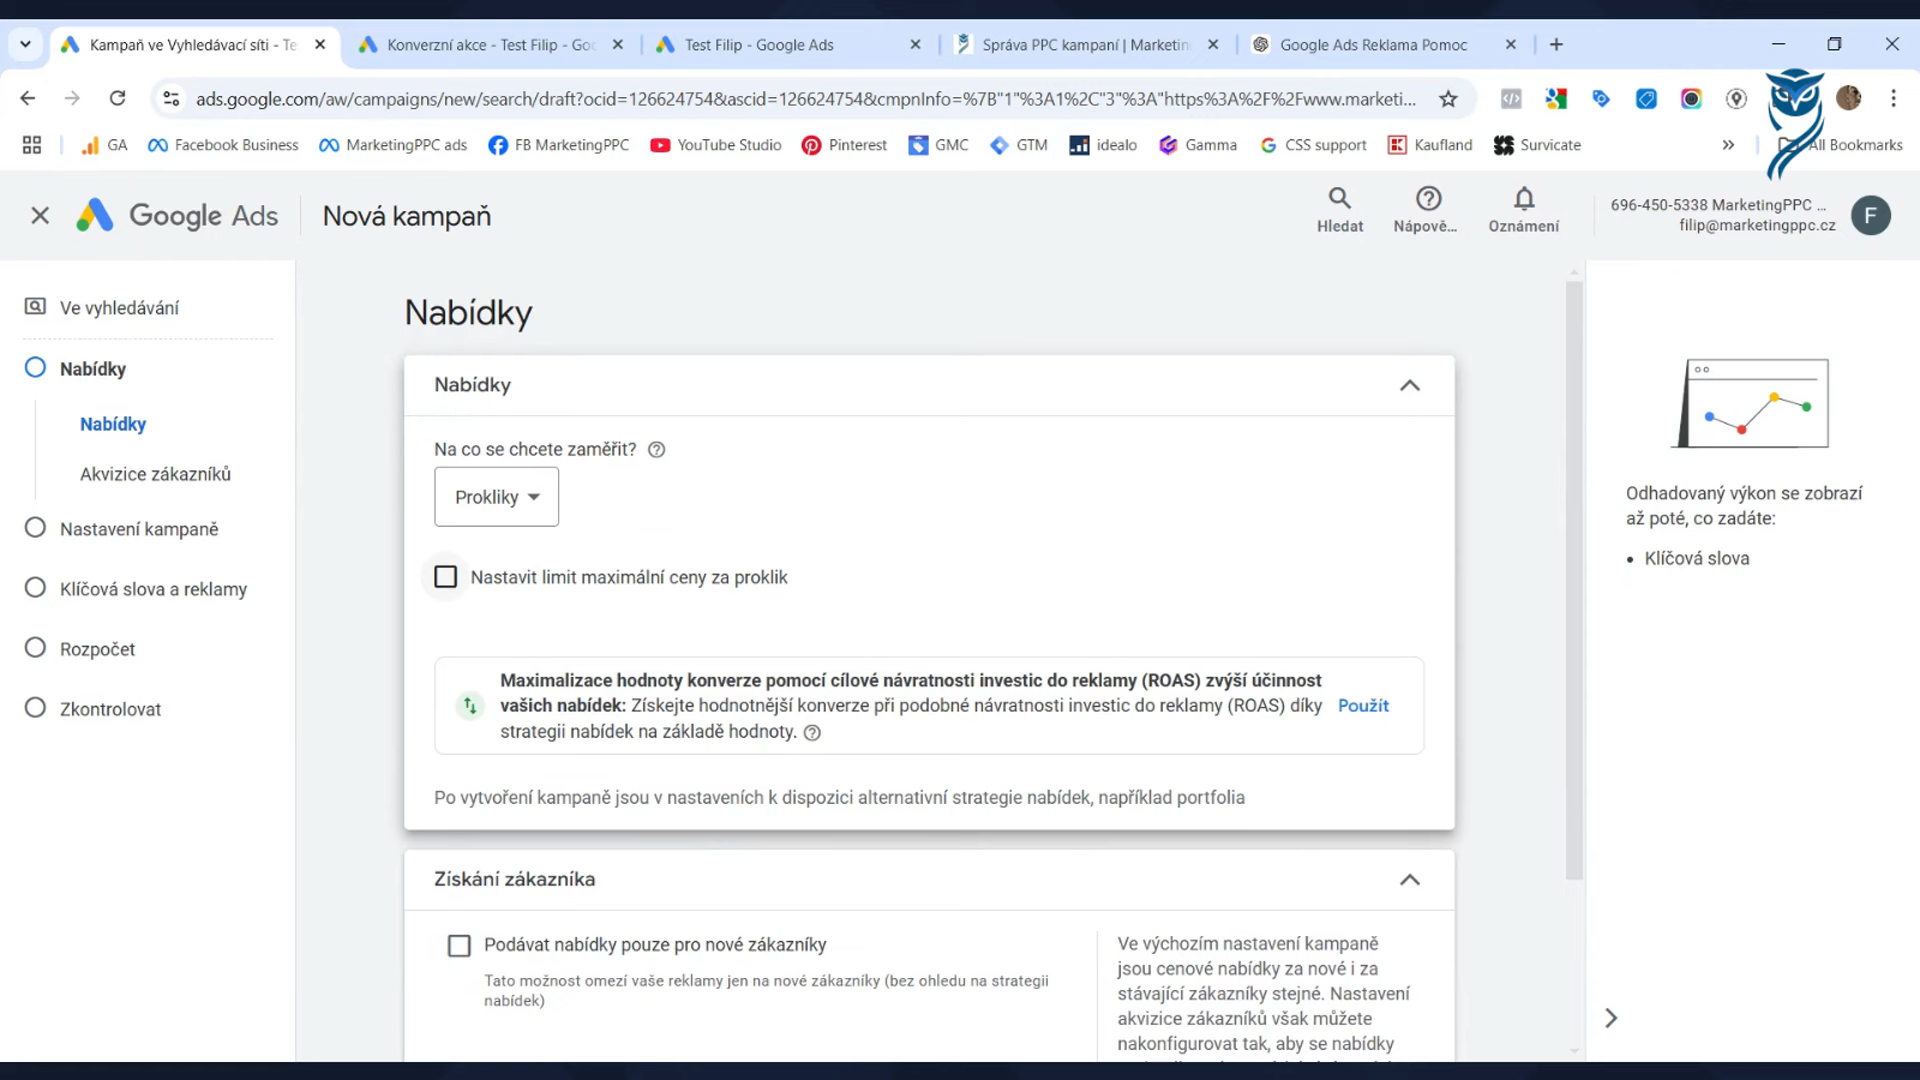 Kampaň ve Vyhledávací síti - Te
Konverzní akce - Test Filip - Goo
Test Filip - Google Ads
Správa PPC kampaní | Marketin
Google Ads Reklama Pomoc
ads.google.com/aw/campaigns/new/search/draft?ocid=126624754&ascid=126624754&cmpnInfo=%7B"1"%3A1%2C"3"%3A"https%3A%2F%2Fwww.marketi...
GA
Facebook Business
MarketingPPC ads
FB MarketingPPC
YouTube Studio
Pinterest
GMC
GTM
idealo
Gamma
CSS support
Kaufland
Survicate
All Bookmarks
Google Ads
Nová kampaň
Hledat
Nápově...
Oznámení
696-450-5338 MarketingPPC ...
filip@marketingppc.cz
F
Ve vyhledávání
Nabídky
Nabídky
Akvizice zákazníků
Nastavení kampaně
Klíčová slova a reklamy
Rozpočet
Zkontrolovat
Nabídky
Nabídky
Na co se chcete zaměřit?
Prokliky
Nastavit limit maximální ceny za proklik
Maximalizace hodnoty konverze pomocí cílové návratnosti investic do reklamy (ROAS) zvýší účinnost
vašich nabídek: Získejte hodnotnější konverze při podobné návratnosti investic do reklamy (ROAS) díky
strategii nabídek na základě hodnoty.
Použít
Po vytvoření kampaně jsou v nastaveních k dispozici alternativní strategie nabídek, například portfolia
Získání zákazníka
Podávat nabídky pouze pro nové zákazníky
Tato možnost omezí vaše reklamy jen na nové zákazníky (bez ohledu na strategii
nabídek)
Ve výchozím nastavení kampaně
jsou cenové nabídky za nové i za
stávající zákazníky stejné. Nastavení
akvizice zákazníků však můžete
nakonfigurovat tak, aby se nabídky
Odhadovaný výkon se zobrazí
až poté, co zadáte:
• Klíčová slova